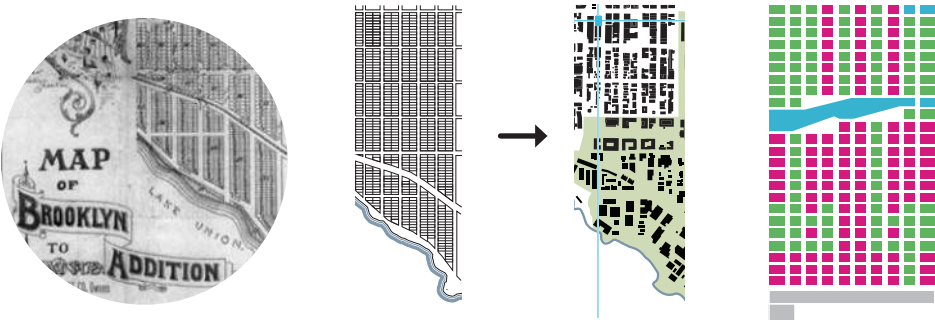 MAP
OF
BROOKLYN
TO
ADDITION
LAKE UNION.